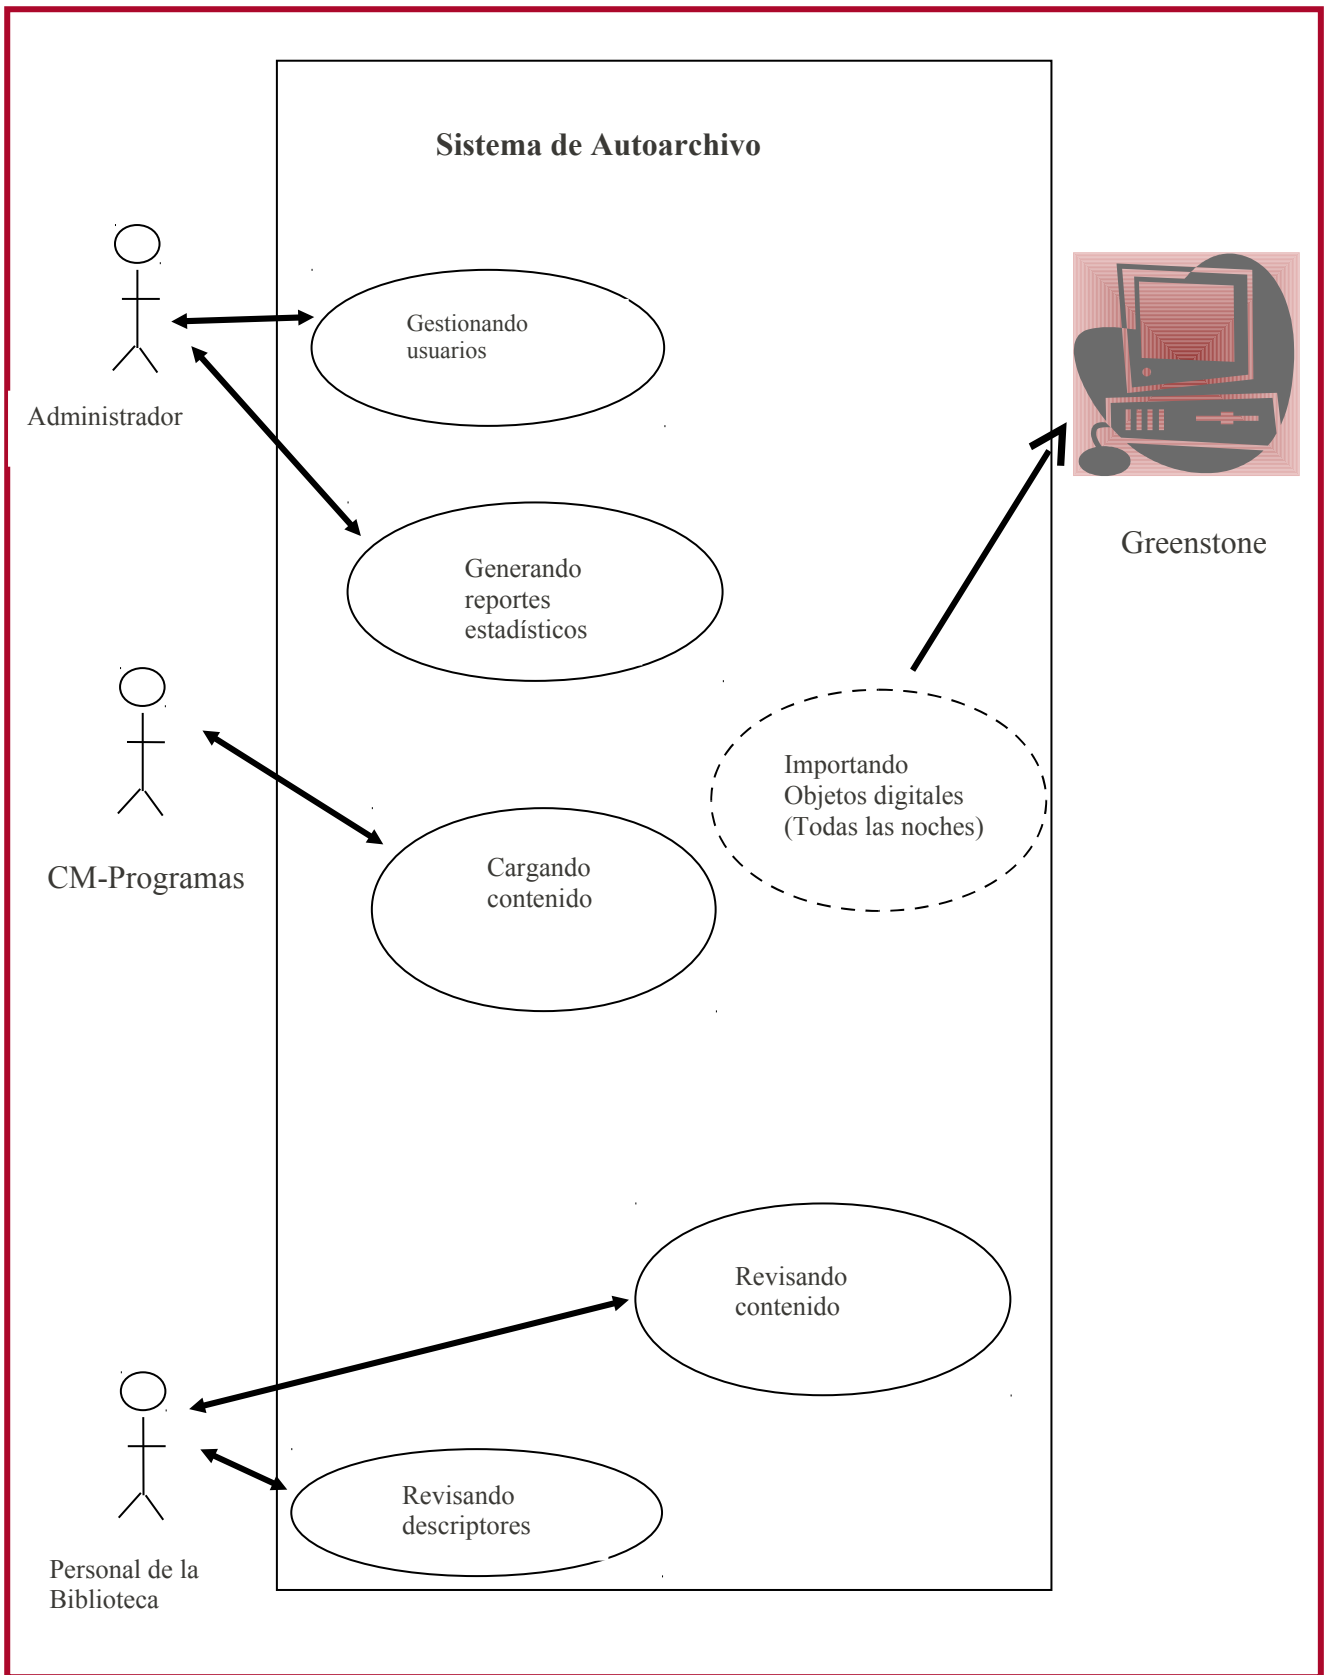 Sistema de Autoarchivo
Gestionando
usuarios
Administrador
Generando
reportes
estadísticos
Greenstone
Importando
Objetos digitales
(Todas las noches)
CM-Programas
Cargando
contenido
Revisando
contenido
Revisando
descriptores
Personal de la
Biblioteca